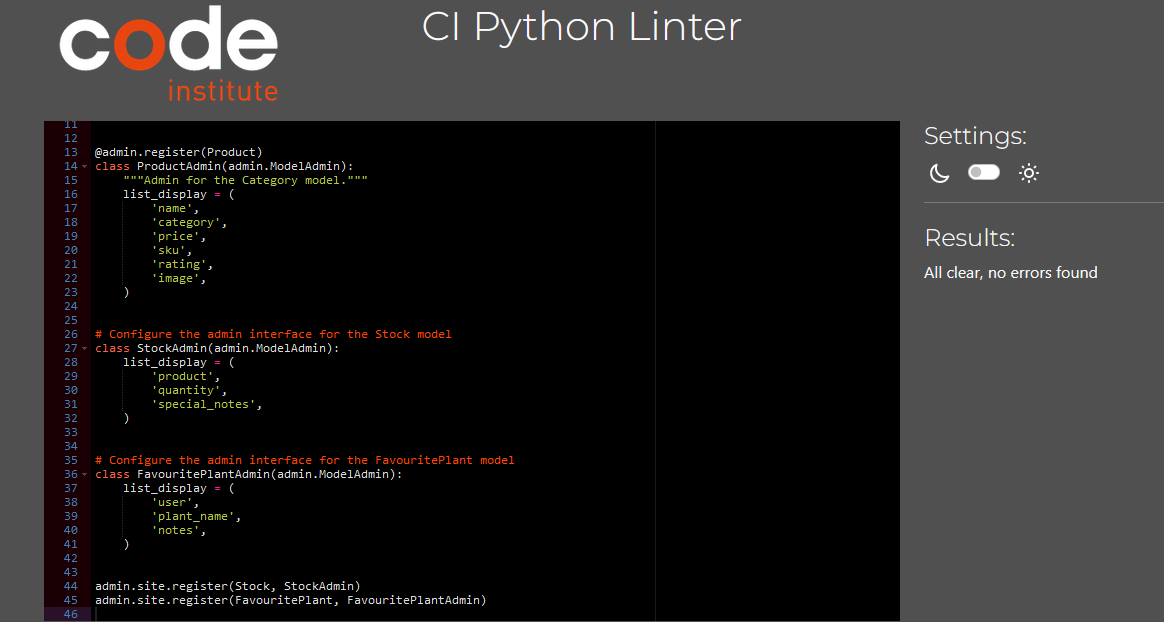 code
institute
CI Python Linter
11
12
13 @admin.register(Product)
14 class ProductAdmin(admin.ModelAdmin):
15     """Admin for the Category model."""
16     list_display = (
17         'name',
18         'category',
19         'price',
20         'sku',
21         'rating',
22         'image',
23     )
24
25
26 # Configure the admin interface for the Stock model
27 class StockAdmin(admin.ModelAdmin):
28     list_display = (
29         'product',
30         'quantity',
31         'special_notes',
32     )
33
34
35 # Configure the admin interface for the FavouritePlant model
36 class FavouritePlantAdmin(admin.ModelAdmin):
37     list_display = (
38         'user',
39         'plant_name',
40         'notes',
41     )
42
43
44 admin.site.register(Stock, StockAdmin)
45 admin.site.register(FavouritePlant, FavouritePlantAdmin)
46
Settings:
Results:
All clear, no errors found